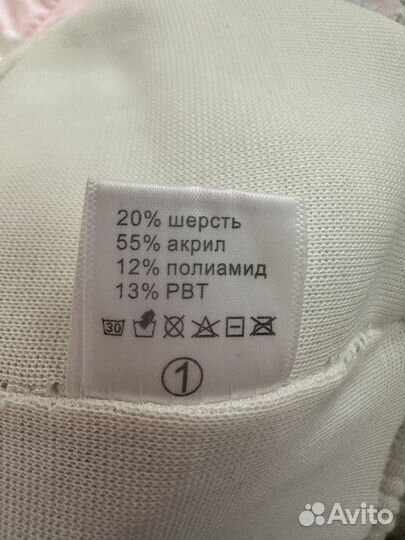 20% шерсть
55% акрил
12% полиамид
13% PBT
30
1
Avito